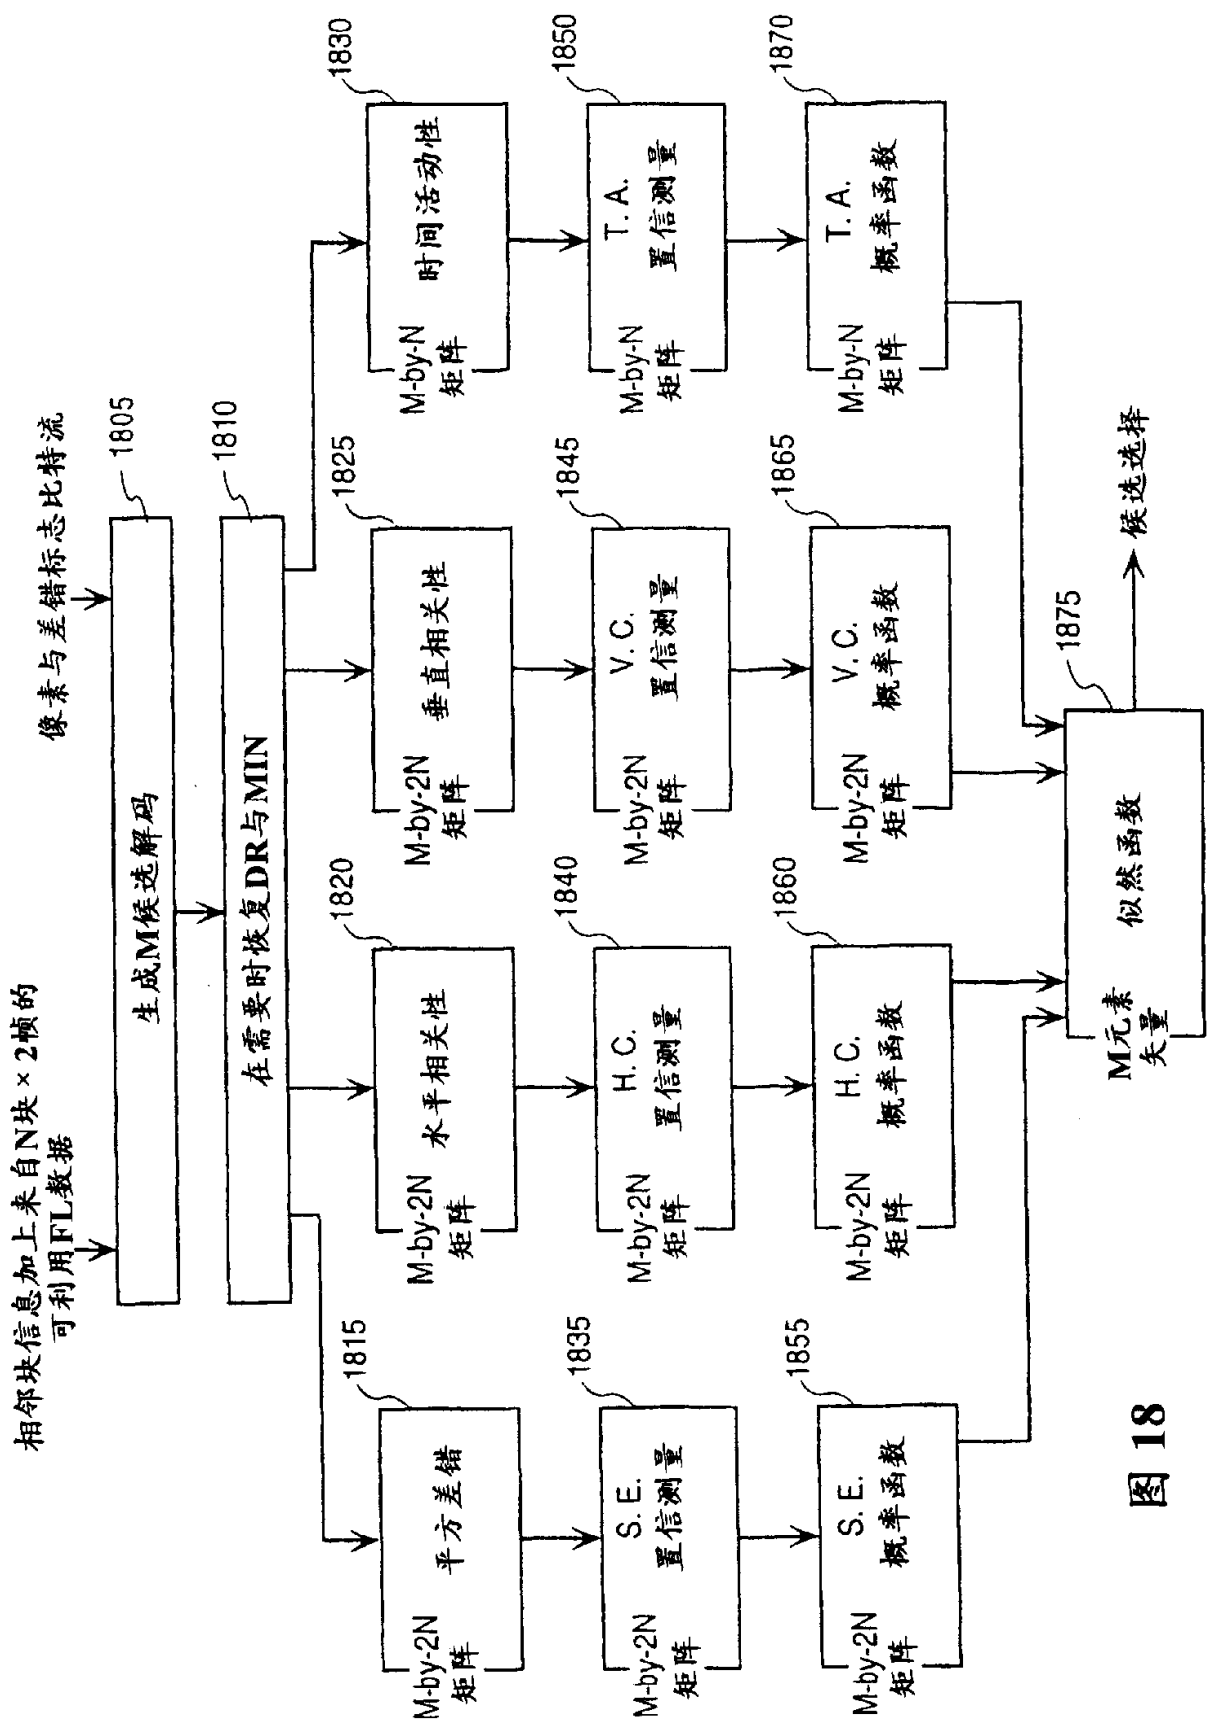 相邻块信息加上来自N块×2帧的
可利用FL数据
像素与差错标志比特流
生成M候选解码
1805
在需要时恢复DR与MIN
1810
平方差错
M-by-2N
矩阵
1815
水平相关性
M-by-2N
矩阵
1820
垂直相关性
M-by-2N
矩阵
1825
时间活动性
M-by-N
矩阵
1830
S. E.
置信测量
M-by-2N
矩阵
1835
H. C.
置信测量
M-by-2N
矩阵
1840
V. C.
置信测量
M-by-2N
矩阵
1845
T. A.
置信测量
M-by-N
矩阵
1850
S. E.
概率函数
M-by-2N
矩阵
1855
H. C.
概率函数
M-by-2N
矩阵
1860
V. C.
概率函数
M-by-2N
矩阵
1865
T. A.
概率函数
M-by-N
矩阵
1870
似然函数
M元素
矢量
1875
候选选择
图 18